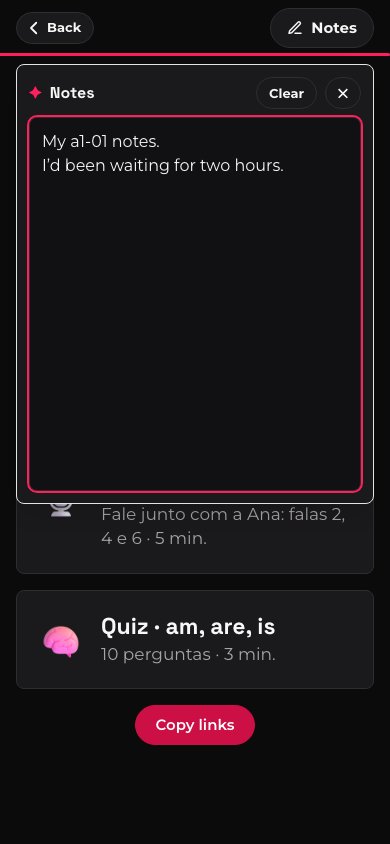 Back
Notes
Notes
Clear
My a1-01 notes.
I'd been waiting for two hours.
Fale junto com a Ana: falas 2,
4 e 6 · 5 min.
Quiz · am, are, is
10 perguntas · 3 min.
Copy links